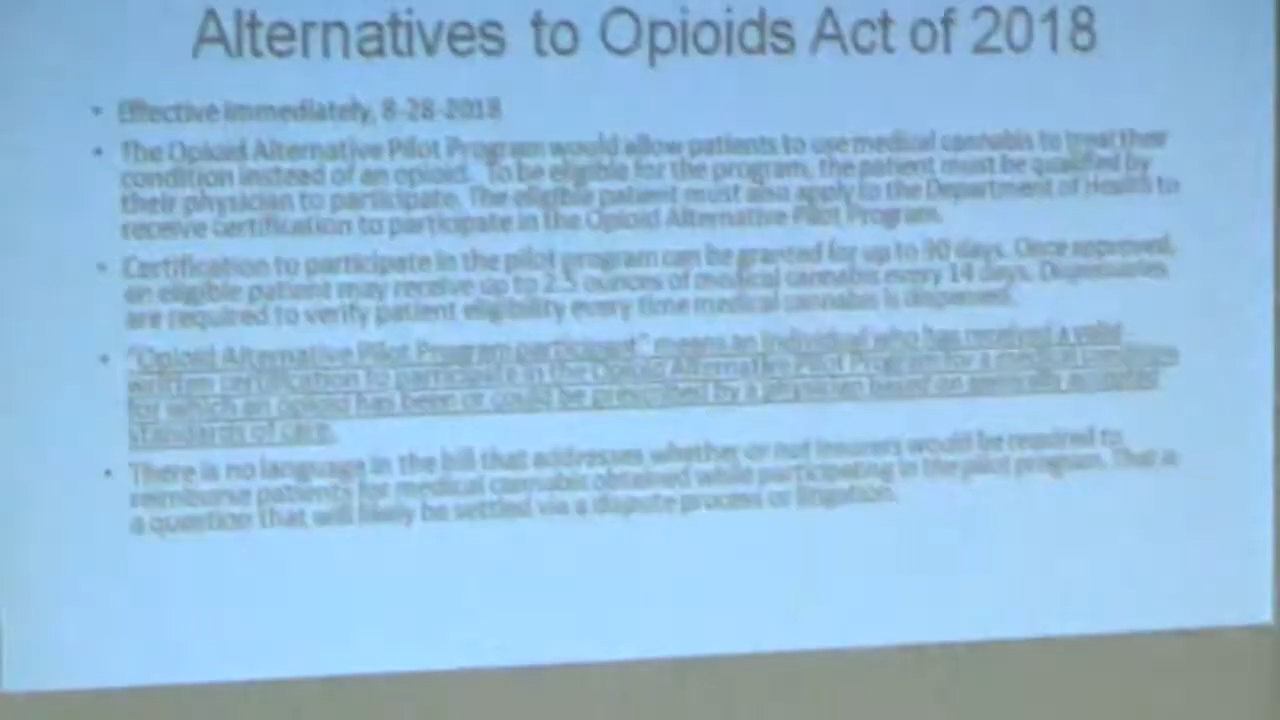 Alternatives to Opioids Act of 2018
• Effective immediately, 8-28-2018
• The Opioid Alternative Pilot Program would allow patients to use medical cannabis to treat their
condition instead of an opioid. To be eligible for the program, the patient must be qualified by
their physician to participate. The eligible patient must also apply to the Department of Health to
receive certification to participate in the Opioid Alternative Pilot Program.
• Certification to participate in the pilot program can be granted for up to 90 days. Once approved,
an eligible patient may receive up to 2.5 ounces of medical cannabis every 14 days. Dispensaries
are required to verify patient eligibility every time medical cannabis is dispensed.
• "Opioid Alternative Pilot Program participant" means an individual who has received a valid
written certification to participate in the Opioid Alternative Pilot Program for a medical condition
for which an opioid has been or could be prescribed by a physician based on generally accepted
standards of care.
• There is no language in the bill that addresses whether or not insurers would be required to
reimburse patients for medical cannabis obtained while participating in the pilot program. That is
a question that will likely be settled via a dispute process or litigation.